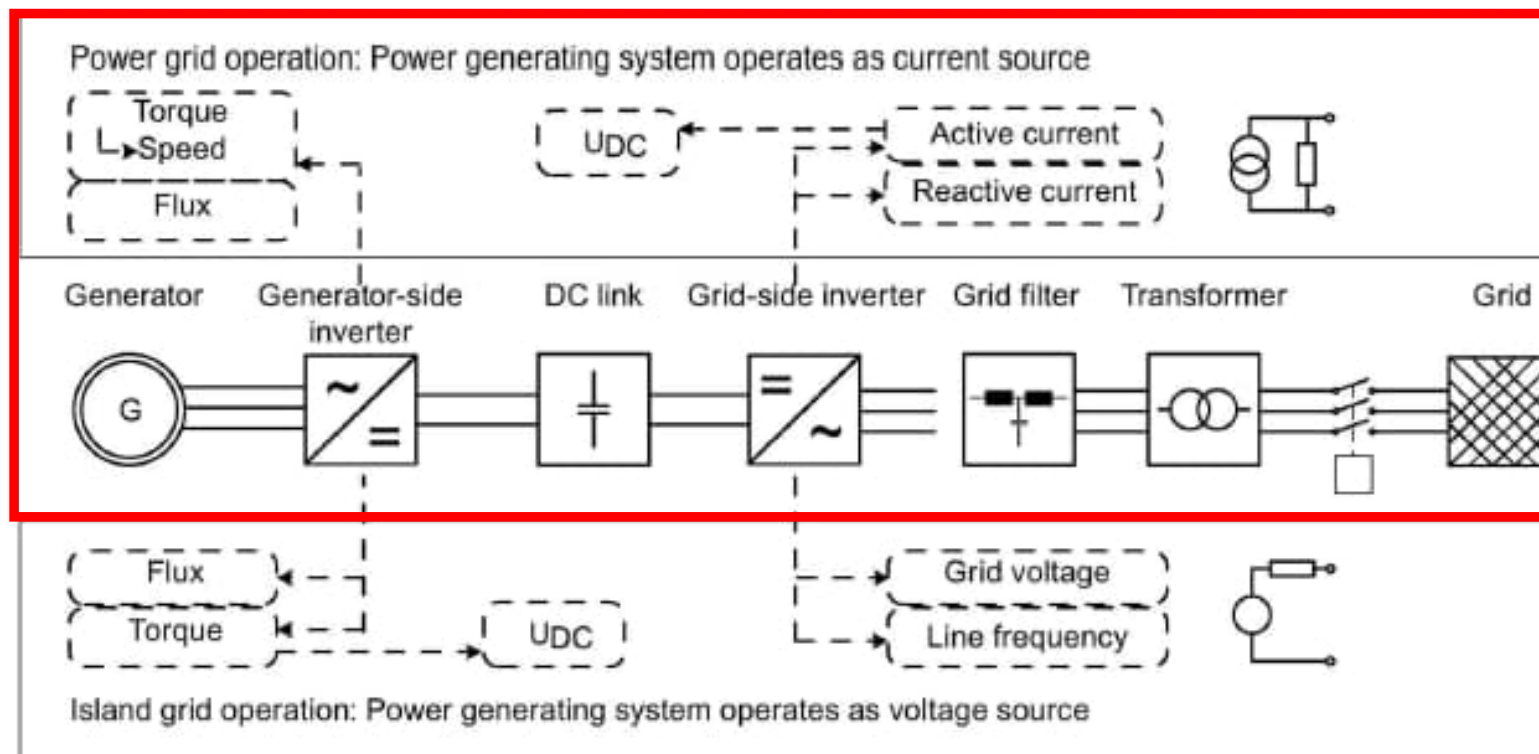 Power grid operation: Power generating system operates as current source
Torque
Speed
Flux
UDC
Active current
Reactive current
Generator
Generator-side
inverter
DC link
Grid-side inverter
Grid filter
Transformer
Grid
G
Flux
Torque
UDC
Grid voltage
Line frequency
Island grid operation: Power generating system operates as voltage source